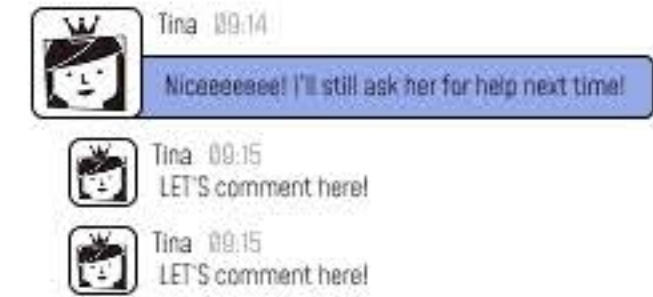 Tina 09:14
Niceeeeeee! I'll still ask her for help next time!
Tina 09:15
LET'S comment here!
Tina 09:15
LET'S comment here!